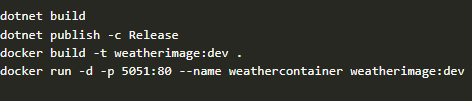 dotnet build
dotnet publish -c Release
docker build -t weatherimage:dev .
docker run -d -p 5051:80 --name weathercontainer weatherimage:dev